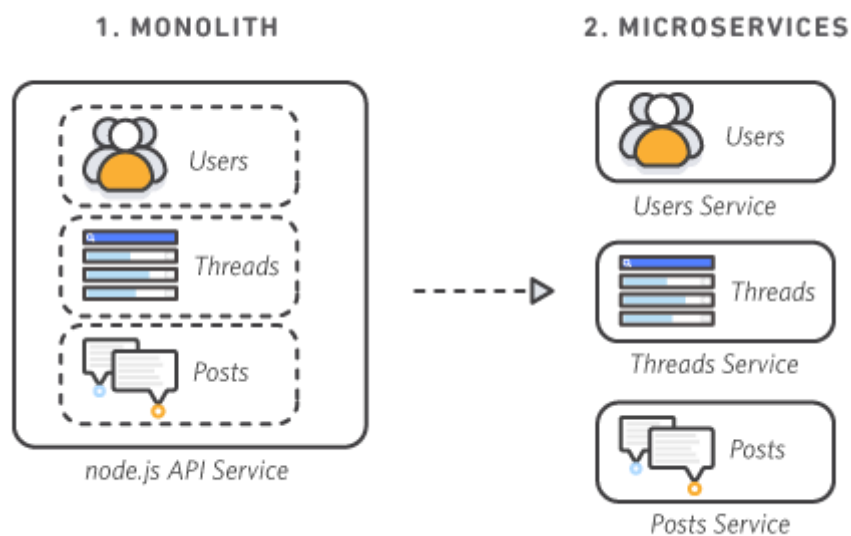 1. MONOLITH
Users
Threads
Posts
node.js API Service
2. MICROSERVICES
Users
Users Service
Threads
Threads Service
Posts
Posts Service